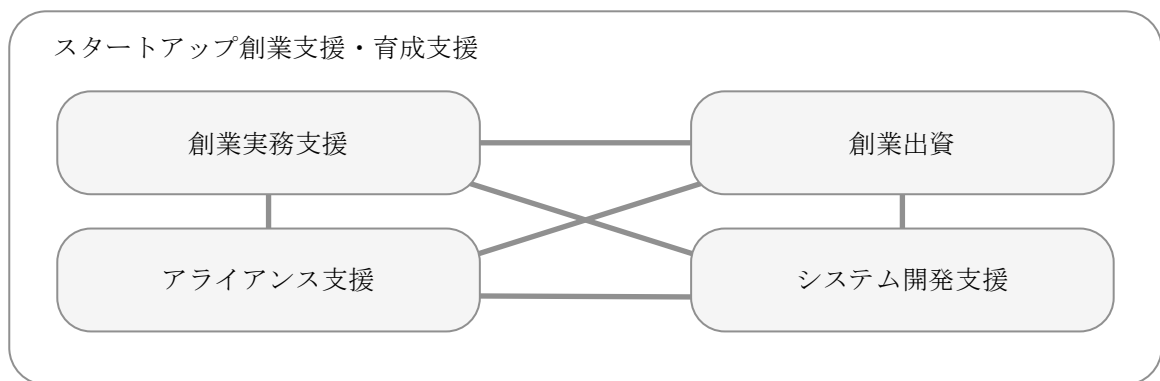 スタートアップ創業支援・育成支援
創業実務支援
創業出資
アライアンス支援
システム開発支援